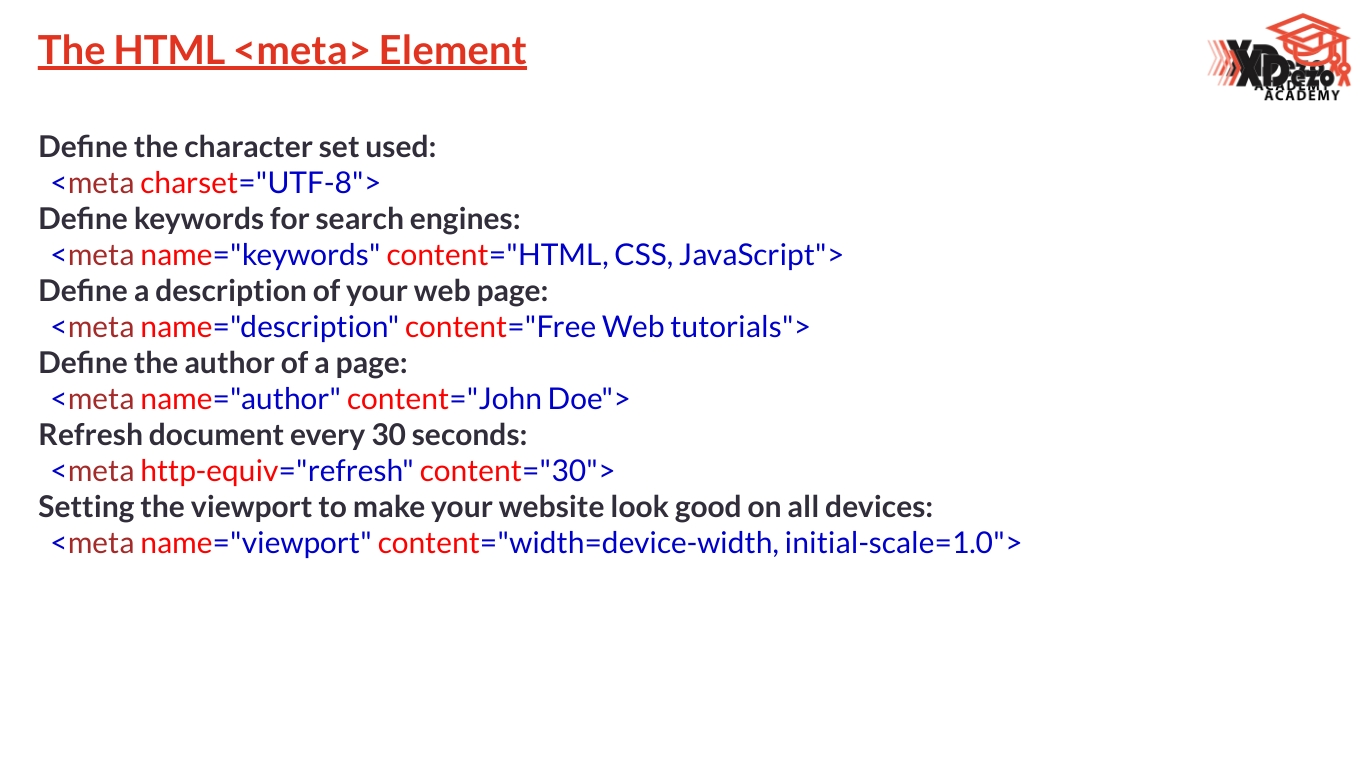 The HTML <meta> Element
ACADEMY
Define the character set used:
<meta charset="UTF-8">
Define keywords for search engines:
<meta name="keywords" content="HTML, CSS, JavaScript">
Define a description of your web page:
<meta name="description" content="Free Web tutorials">
Define the author of a page:
<meta name="author" content="John Doe">
Refresh document every 30 seconds:
<meta http-equiv="refresh" content="30">
Setting the viewport to make your website look good on all devices:
<meta name="viewport" content="width=device-width, initial-scale=1.0">